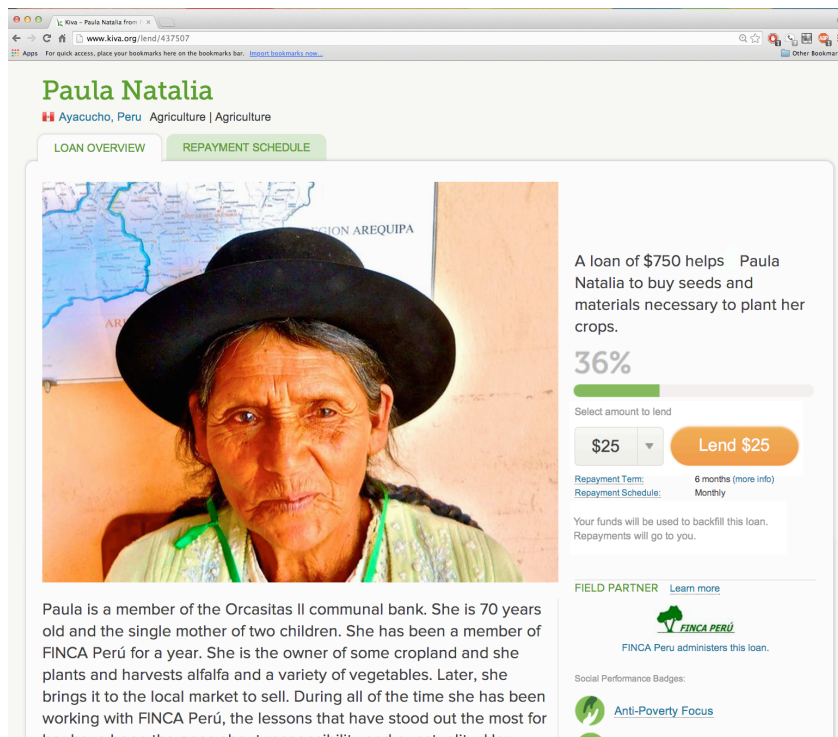 Kiva – Paula Natalia from
www.kiva.org/lend/437507
Apps For quick access, place your bookmarks here on the bookmarks bar. Import bookmarks now...
Other Bookmar
Paula Natalia
Ayacucho, Peru Agriculture | Agriculture
LOAN OVERVIEW
REPAYMENT SCHEDULE
GION AREQUIPA
AR
A loan of $750 helps Paula
Natalia to buy seeds and
materials necessary to plant her
crops.
36%
Select amount to lend
$25
Lend $25
Repayment Term: 6 months (more info)
Repayment Schedule: Monthly
Your funds will be used to backfill this loan.
Repayments will go to you.
FIELD PARTNER Learn more
FINCA PERÚ
FINCA Peru administers this loan.
Social Performance Badges:
Anti-Poverty Focus
Paula is a member of the Orcasitas II communal bank. She is 70 years
old and the single mother of two children. She has been a member of
FINCA Perú for a year. She is the owner of some cropland and she
plants and harvests alfalfa and a variety of vegetables. Later, she
brings it to the local market to sell. During all of the time she has been
working with FINCA Perú, the lessons that have stood out the most for